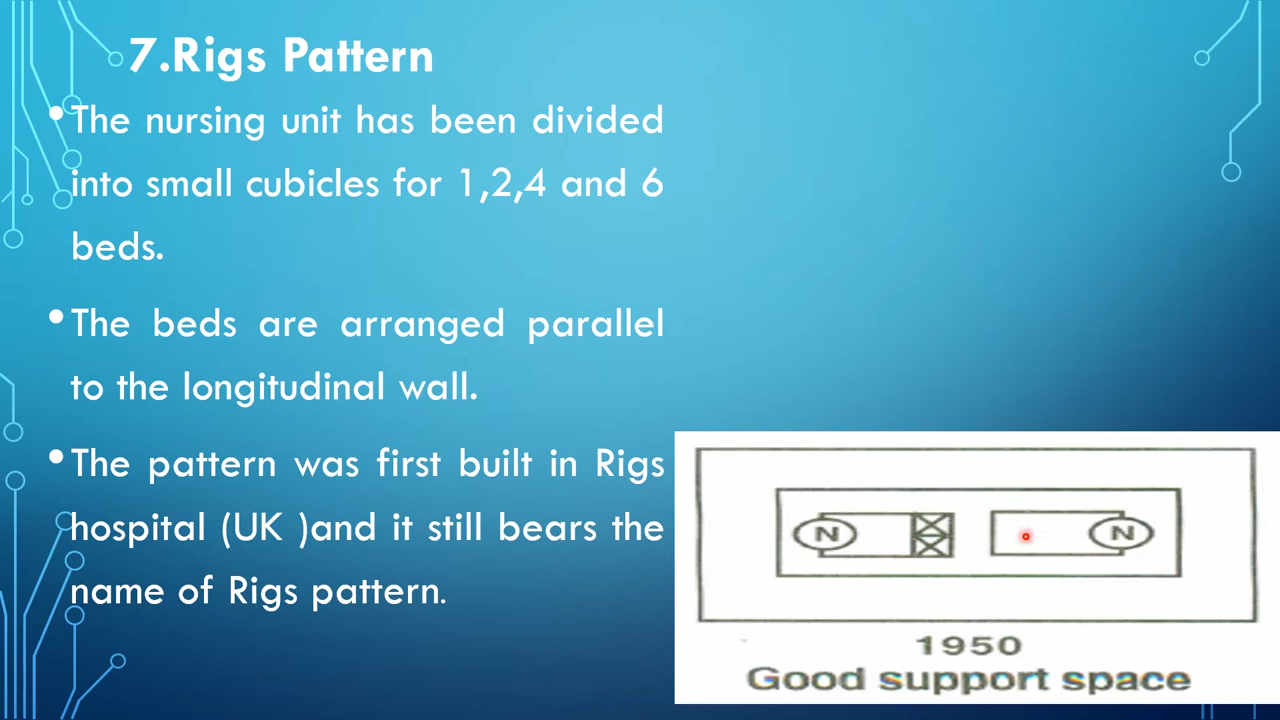 7.Rigs Pattern
•The nursing unit has been divided
into small cubicles for 1,2,4 and 6
beds.
•The beds are arranged parallel
to the longitudinal wall.
•The pattern was first built in Rigs
hospital (UK )and it still bears the
name of Rigs pattern.
N N
1950
Good support space